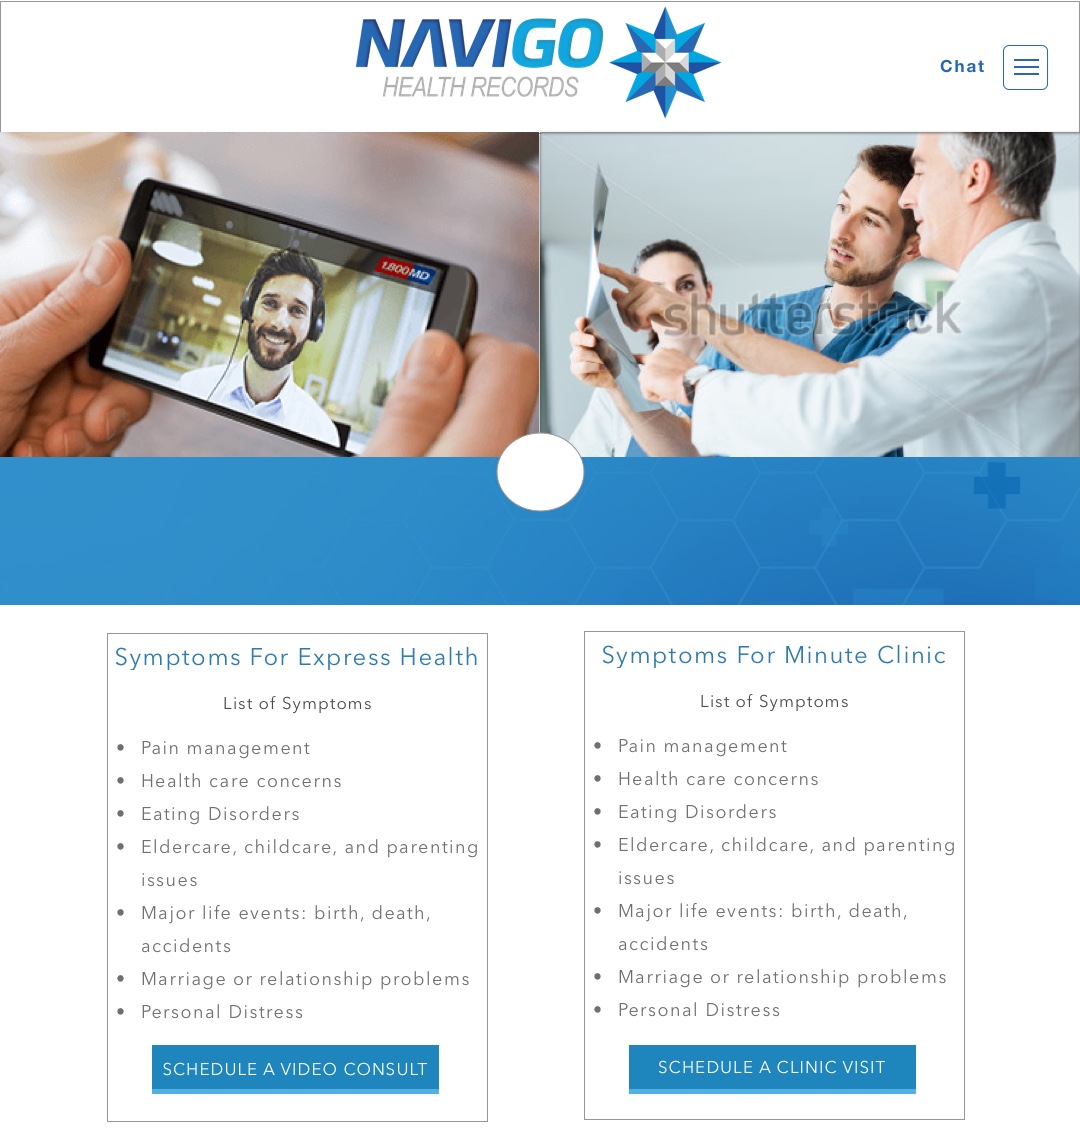 NAVIGO
HEALTH RECORDS
Chat
1.800MD
shutterstock
Symptoms For Express Health
List of Symptoms
• Pain management
• Health care concerns
• Eating Disorders
• Eldercare, childcare, and parenting
issues
• Major life events: birth, death,
accidents
• Marriage or relationship problems
• Personal Distress
SCHEDULE A VIDEO CONSULT
Symptoms For Minute Clinic
List of Symptoms
• Pain management
• Health care concerns
• Eating Disorders
• Eldercare, childcare, and parenting
issues
• Major life events: birth, death,
accidents
• Marriage or relationship problems
• Personal Distress
SCHEDULE A CLINIC VISIT